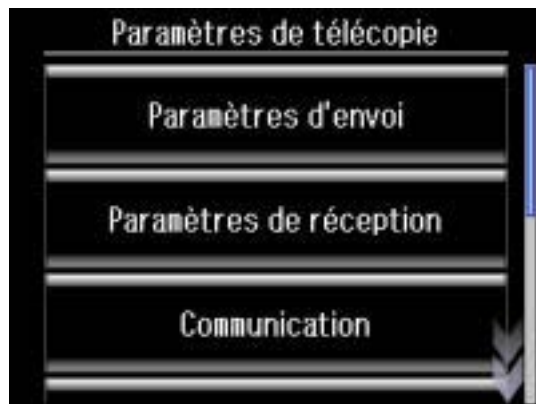 Paramètres de télécopie
Paramètres d'envoi
Paramètres de réception
Communication